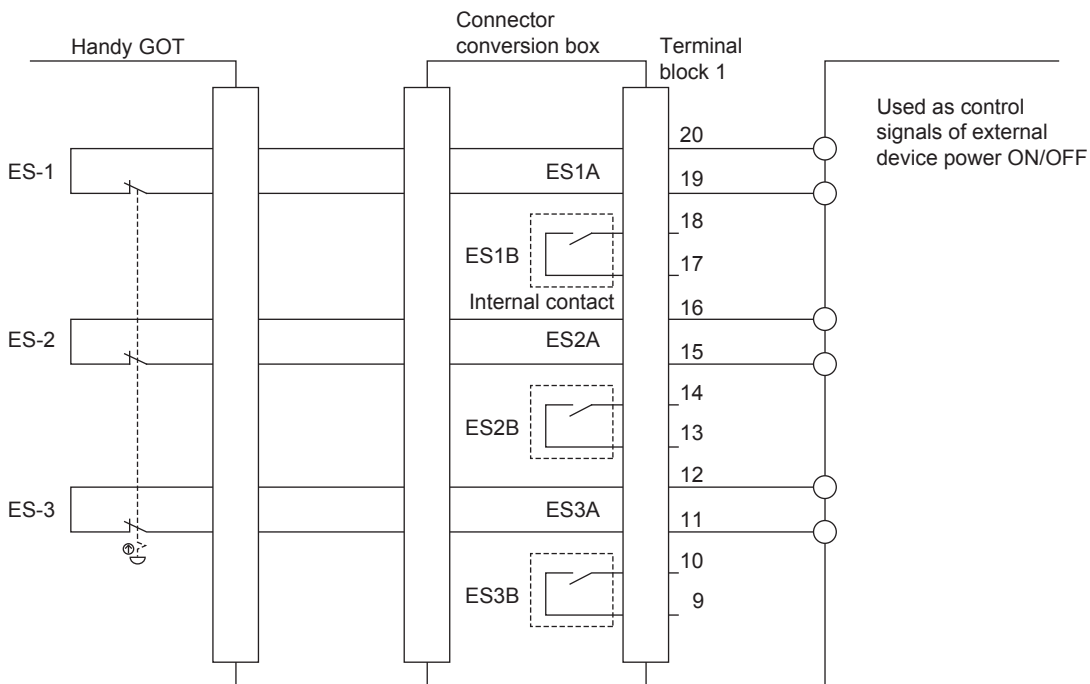 Handy GOT
Connector
conversion box
Terminal
block 1
Used as control
signals of external
device power ON/OFF
ES-1
ES1A
20
19
ES1B
18
17
Internal contact
ES-2
ES2A
16
15
ES2B
14
13
ES-3
ES3A
12
11
ES3B
10
9